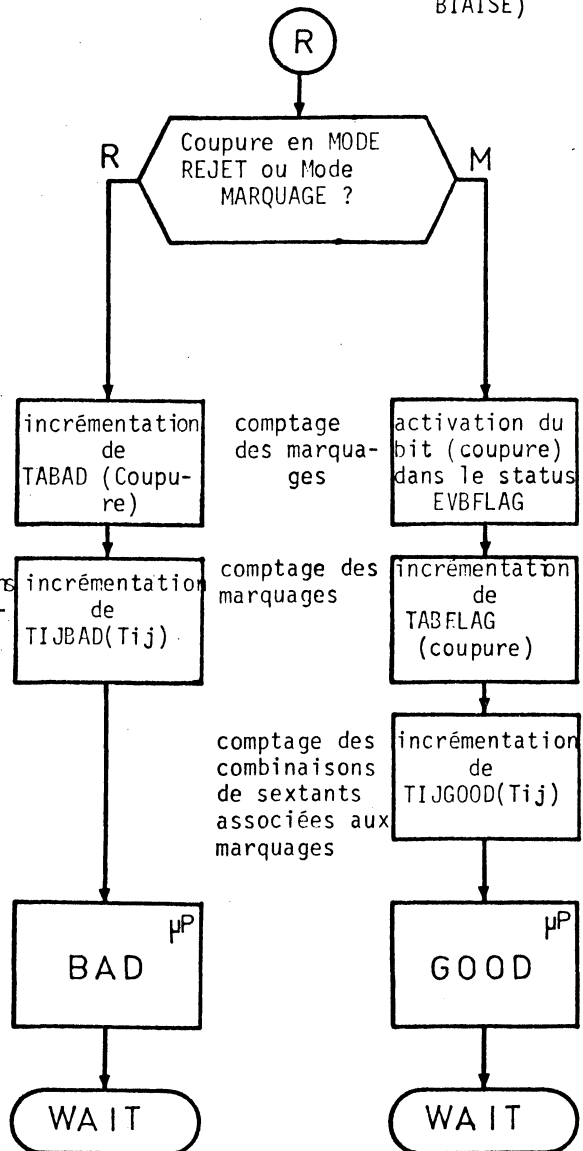 BIAISE)
R
Coupure en MODE
REJET ou Mode
MARQUAGE ?
R
M
incrémentation
de
TABAD (Coupu-
re)
comptage
des marqua-
ges
activation du
bit (coupure)
dans le status
EVBFLAG
incrémentation
de
TIJBAD(Tij)
comptage des
marquages
incrémentation
de
TABFLAG
(coupure)
comptage des
combinaisons
de sextants
associées aux
marquages
incrémentation
de
TIJGOOD(Tij)
µP
BAD
µP
GOOD
WAIT
WAIT